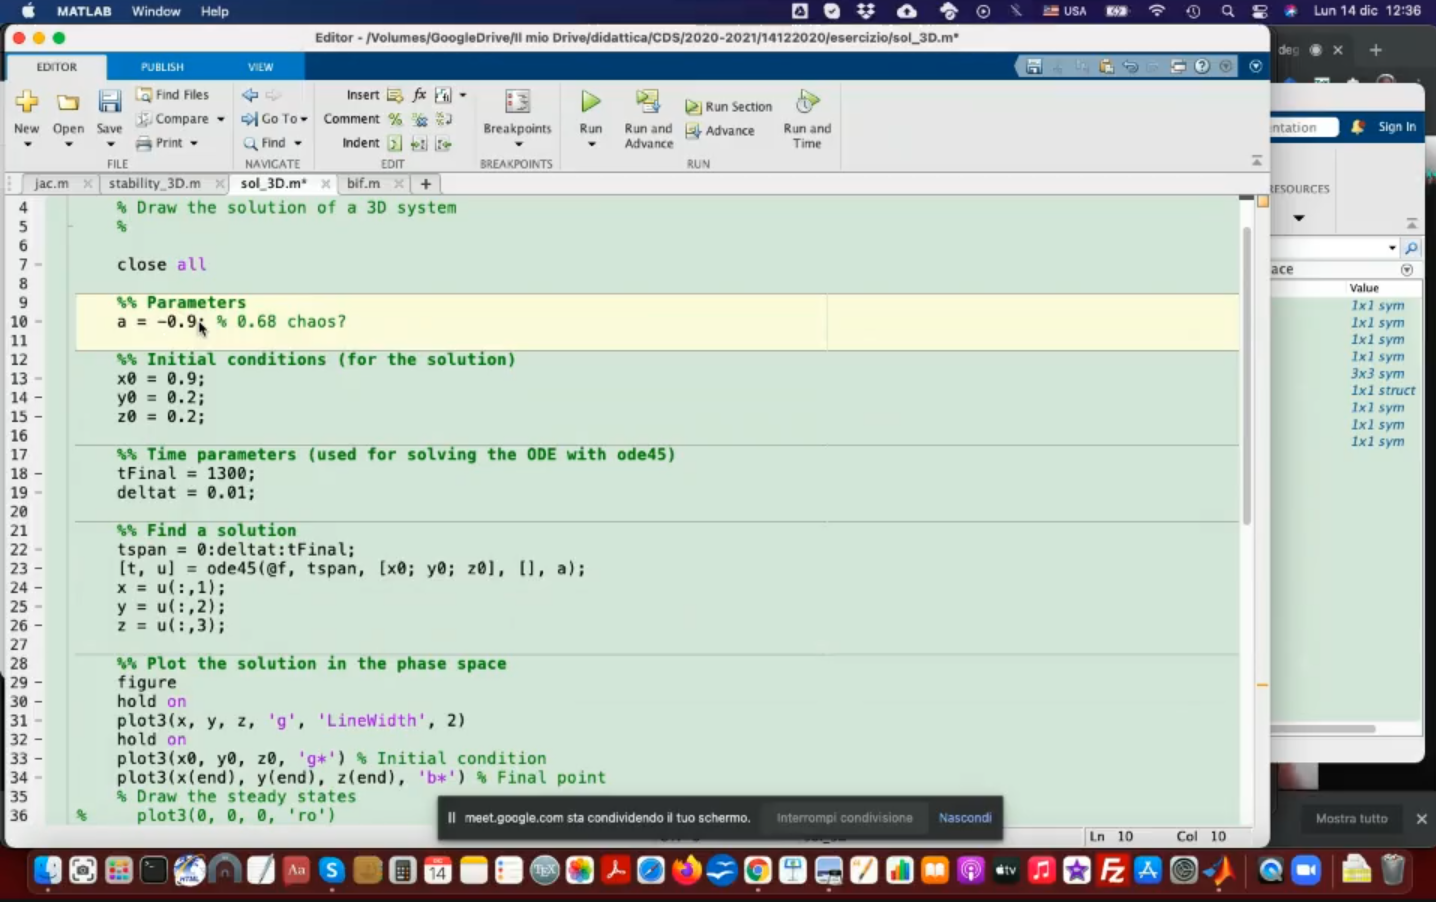 MATLAB Window Help USA Lun 14 dic 12:36
Editor - /Volumes/GoogleDrive/Il mio Drive/didattica/CDS/2020-2021/14122020/esercizio/sol_3D.m*
deg
EDITOR PUBLISH VIEW
New Open Save
Find Files
Compare
Print
FILE
Go To
Find
NAVIGATE
Insert fx
Comment %
Indent
EDIT
Breakpoints
BREAKPOINTS
Run
Run and Advance
Run Section
Advance
Run and Time
RUN
ntation Sign In
ESOURCES
jac.m stability_3D.m sol_3D.m* bif.m +
4 % Draw the solution of a 3D system
5 %
6
7 - close all
8
9 %% Parameters
10 - a = -0.9; % 0.68 chaos?
11
12 %% Initial conditions (for the solution)
13 - x0 = 0.9;
14 - y0 = 0.2;
15 - z0 = 0.2;
16
17 %% Time parameters (used for solving the ODE with ode45)
18 - tFinal = 1300;
19 - deltat = 0.01;
20
21 %% Find a solution
22 - tspan = 0:deltat:tFinal;
23 - [t, u] = ode45(@f, tspan, [x0; y0; z0], [], a);
24 - x = u(:,1);
25 - y = u(:,2);
26 - z = u(:,3);
27
28 %% Plot the solution in the phase space
29 - figure
30 - hold on
31 - plot3(x, y, z, 'g', 'LineWidth', 2)
32 - hold on
33 - plot3(x0, y0, z0, 'g*') % Initial condition
34 - plot3(x(end), y(end), z(end), 'b*') % Final point
35 % Draw the steady states
36 % plot3(0, 0, 0, 'ro')
ace
Value
1x1 sym
1x1 sym
1x1 sym
1x1 sym
3x3 sym
1x1 struct
1x1 sym
1x1 sym
1x1 sym
meet.google.com sta condividendo il tuo schermo. Interrompi condivisione Nascondi
Ln 10 Col 10
Mostra tutto